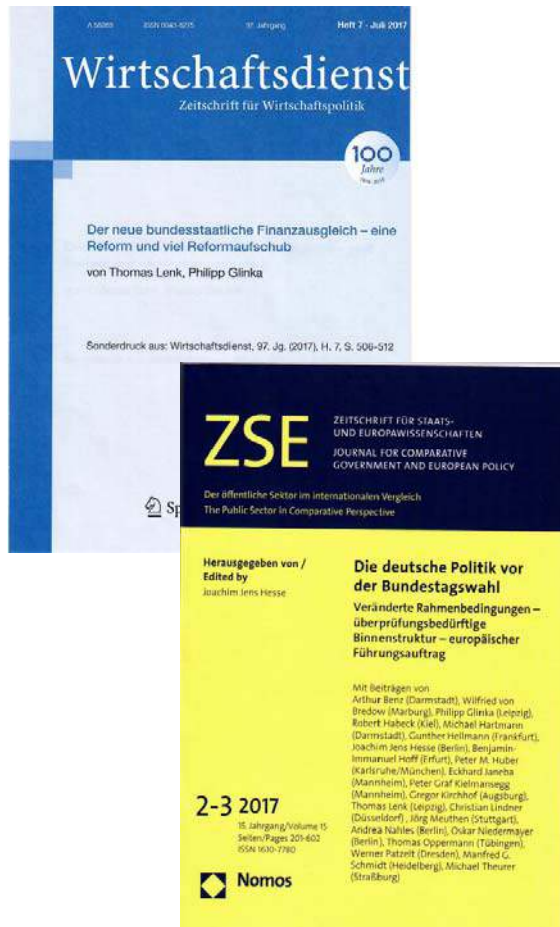 A 58268 ISSN 0043-6275 97. Jahrgang Heft 7 · Juli 2017
Wirtschaftsdienst
Zeitschrift für Wirtschaftspolitik
100
Jahre
Der neue bundesstaatliche Finanzausgleich – eine
Reform und viel Reformaufschub
von Thomas Lenk, Philipp Glinka
Sonderdruck aus: Wirtschaftsdienst, 97. Jg. (2017), H. 7, S. 506–512
Sp
ZSE
ZEITSCHRIFT FÜR STAATS-
UND EUROPAWISSENSCHAFTEN
JOURNAL FOR COMPARATIVE
GOVERNMENT AND EUROPEAN POLICY
Der öffentliche Sektor im internationalen Vergleich
The Public Sector in Comparative Perspective
Herausgegeben von /
Edited by
Joachim Jens Hesse
Die deutsche Politik vor
der Bundestagswahl
Veränderte Rahmenbedingungen –
überprüfungsbedürftige
Binnenstruktur – europäischer
Führungsauftrag
Mit Beiträgen von
Arthur Benz (Darmstadt), Wilfried von
Bredow (Marburg), Philipp Glinka (Leipzig),
Robert Habeck (Kiel), Michael Hartmann
(Darmstadt), Gunther Hellmann (Frankfurt),
Joachim Jens Hesse (Berlin), Benjamin-
Immanuel Hoff (Erfurt), Peter M. Huber
(Karlsruhe/München), Eckhard Janeba
(Mannheim), Peter Graf Kielmansegg
(Mannheim), Gregor Kirchhof (Augsburg),
Thomas Lenk (Leipzig), Christian Lindner
(Düsseldorf), Jörg Meuthen (Stuttgart),
Andrea Nahles (Berlin), Oskar Niedermayer
(Berlin), Thomas Oppermann (Tübingen),
Werner Patzelt (Dresden), Manfred G.
Schmidt (Heidelberg), Michael Theurer
(Straßburg)
2-3 2017
15. Jahrgang/Volume 15
Seiten/Pages 201-602
ISSN 1610-7780
Nomos